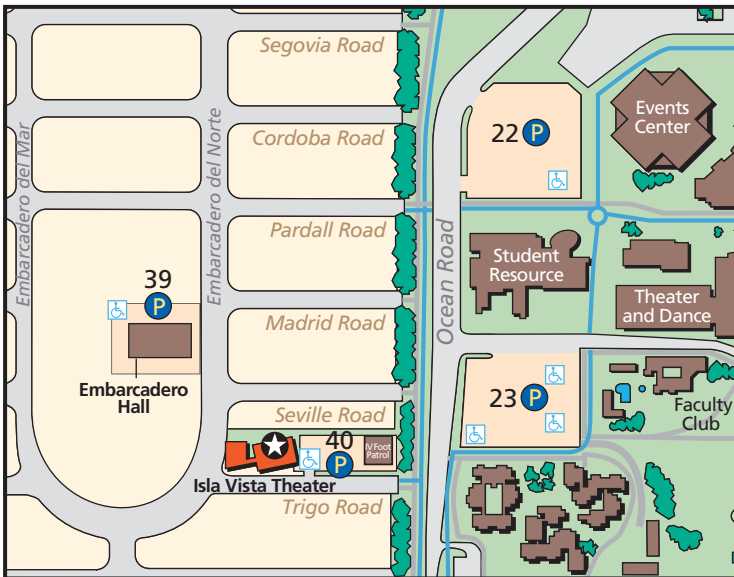 Segovia Road
Cordoba Road
Pardall Road
Madrid Road
Seville Road
Trigo Road
Embarcadero del Mar
Embarcadero del Norte
Ocean Road
22 P
Events
Center
Student
Resource
Theater
and Dance
39
P
Embarcadero
Hall
23 P
Faculty
Club
40
P
IV Foot
Patrol
Isla Vista Theater